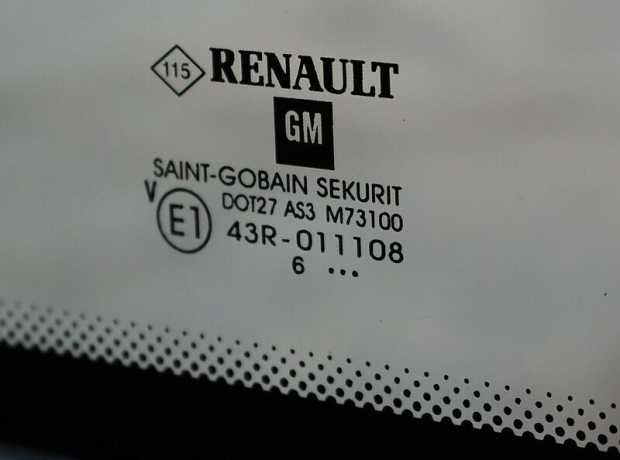 115 RENAULT
GM
SAINT-GOBAIN SEKURIT
V DOT27 AS3 M73100
E1 43R-011108
6 ...